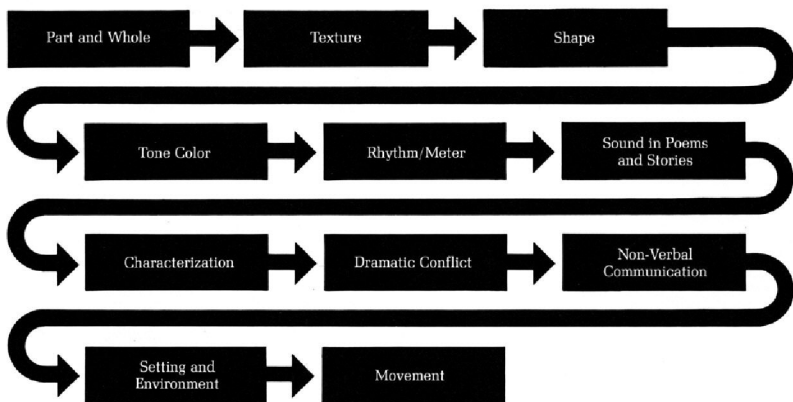 Part and Whole
Texture
Shape
Tone Color
Rhythm/Meter
Sound in Poems
and Stories
Characterization
Dramatic Conflict
Non-Verbal
Communication
Setting and
Environment
Movement